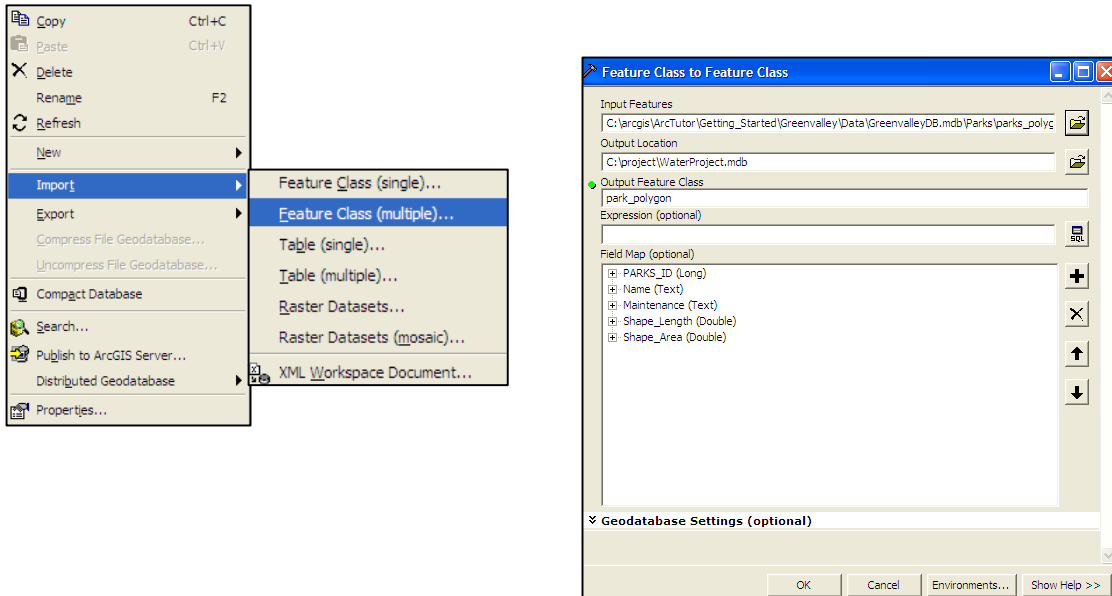 Copy Ctrl+C
Paste Ctrl+V
Delete
Rename F2
Refresh
New
Import
Export
Compress File Geodatabase...
Uncompress File Geodatabase...
Compact Database
Search...
Publish to ArcGIS Server...
Distributed Geodatabase
Properties...
Feature Class (single)...
Feature Class (multiple)...
Table (single)...
Table (multiple)...
Raster Datasets...
Raster Datasets (mosaic)...
XML Workspace Document...
Feature Class to Feature Class
Input Features
C:\arcgis\ArcTutor\Getting_Started\Greenvalley\Data\GreenvalleyDB.mdb\Parks\parks_polyg
Output Location
C:\project\WaterProject.mdb
Output Feature Class
park_polygon
Expression (optional)
SQL
Field Map (optional)
PARKS_ID (Long)
Name (Text)
Maintenance (Text)
Shape_Length (Double)
Shape_Area (Double)
Geodatabase Settings (optional)
OK Cancel Environments... Show Help >>